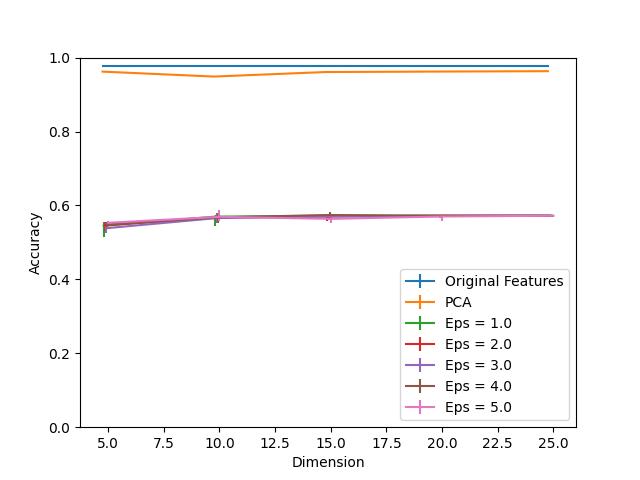 1.0
0.8
0.6
0.4
0.2
0.0
Accuracy
5.0 7.5 10.0 12.5 15.0 17.5 20.0 22.5 25.0
Dimension
Original Features
PCA
Eps = 1.0
Eps = 2.0
Eps = 3.0
Eps = 4.0
Eps = 5.0